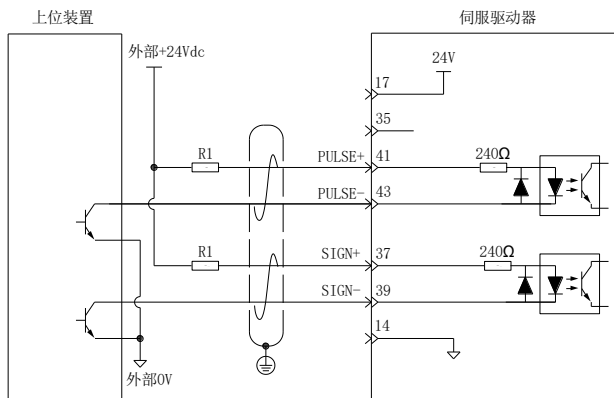 上位装置
伺服驱动器
外部+24Vdc
24V
17
35
R1
PULSE+
41
240Ω
PULSE-
43
R1
SIGN+
37
240Ω
SIGN-
39
14
外部0V